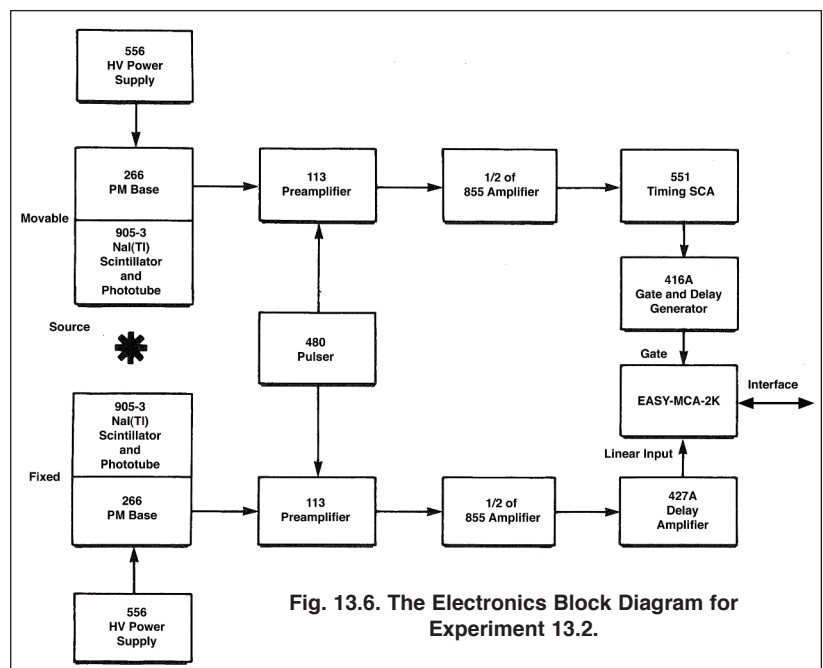 556
HV Power
Supply
266
PM Base
Movable
905-3
NaI(Tl)
Scintillator
and
Phototube
113
Preamplifier
1/2 of
855 Amplifier
551
Timing SCA
416A
Gate and Delay
Generator
Source
480
Pulser
Gate
EASY-MCA-2K
Interface
Linear Input
905-3
NaI(Tl)
Scintillator
and
Phototube
Fixed
266
PM Base
113
Preamplifier
1/2 of
855 Amplifier
427A
Delay
Amplifier
556
HV Power
Supply
Fig. 13.6. The Electronics Block Diagram for
Experiment 13.2.